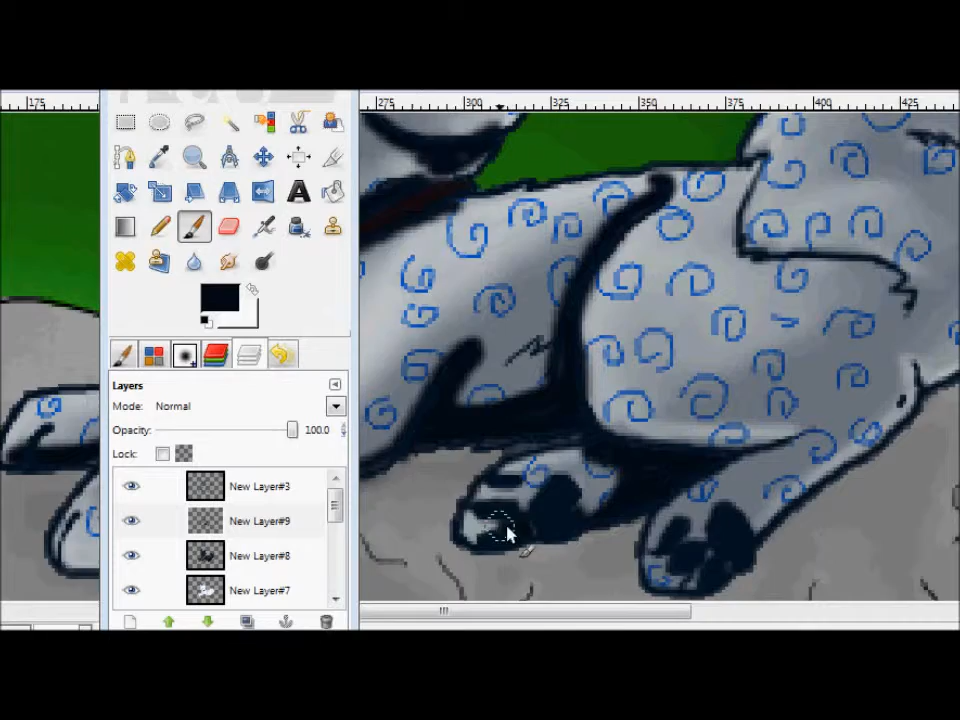 175 275 300 325 350 375 400 425
Layers
Mode: Normal
Opacity: 100.0
Lock:
New Layer#3
New Layer#9
New Layer#8
New Layer#7